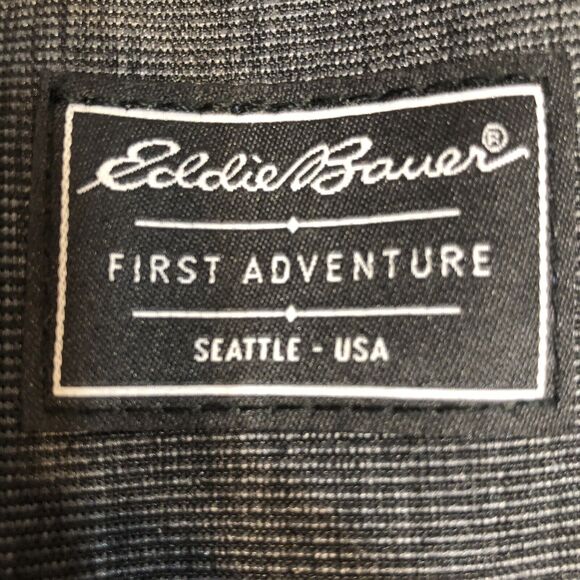 Eddie Bauer®
FIRST ADVENTURE
SEATTLE - USA